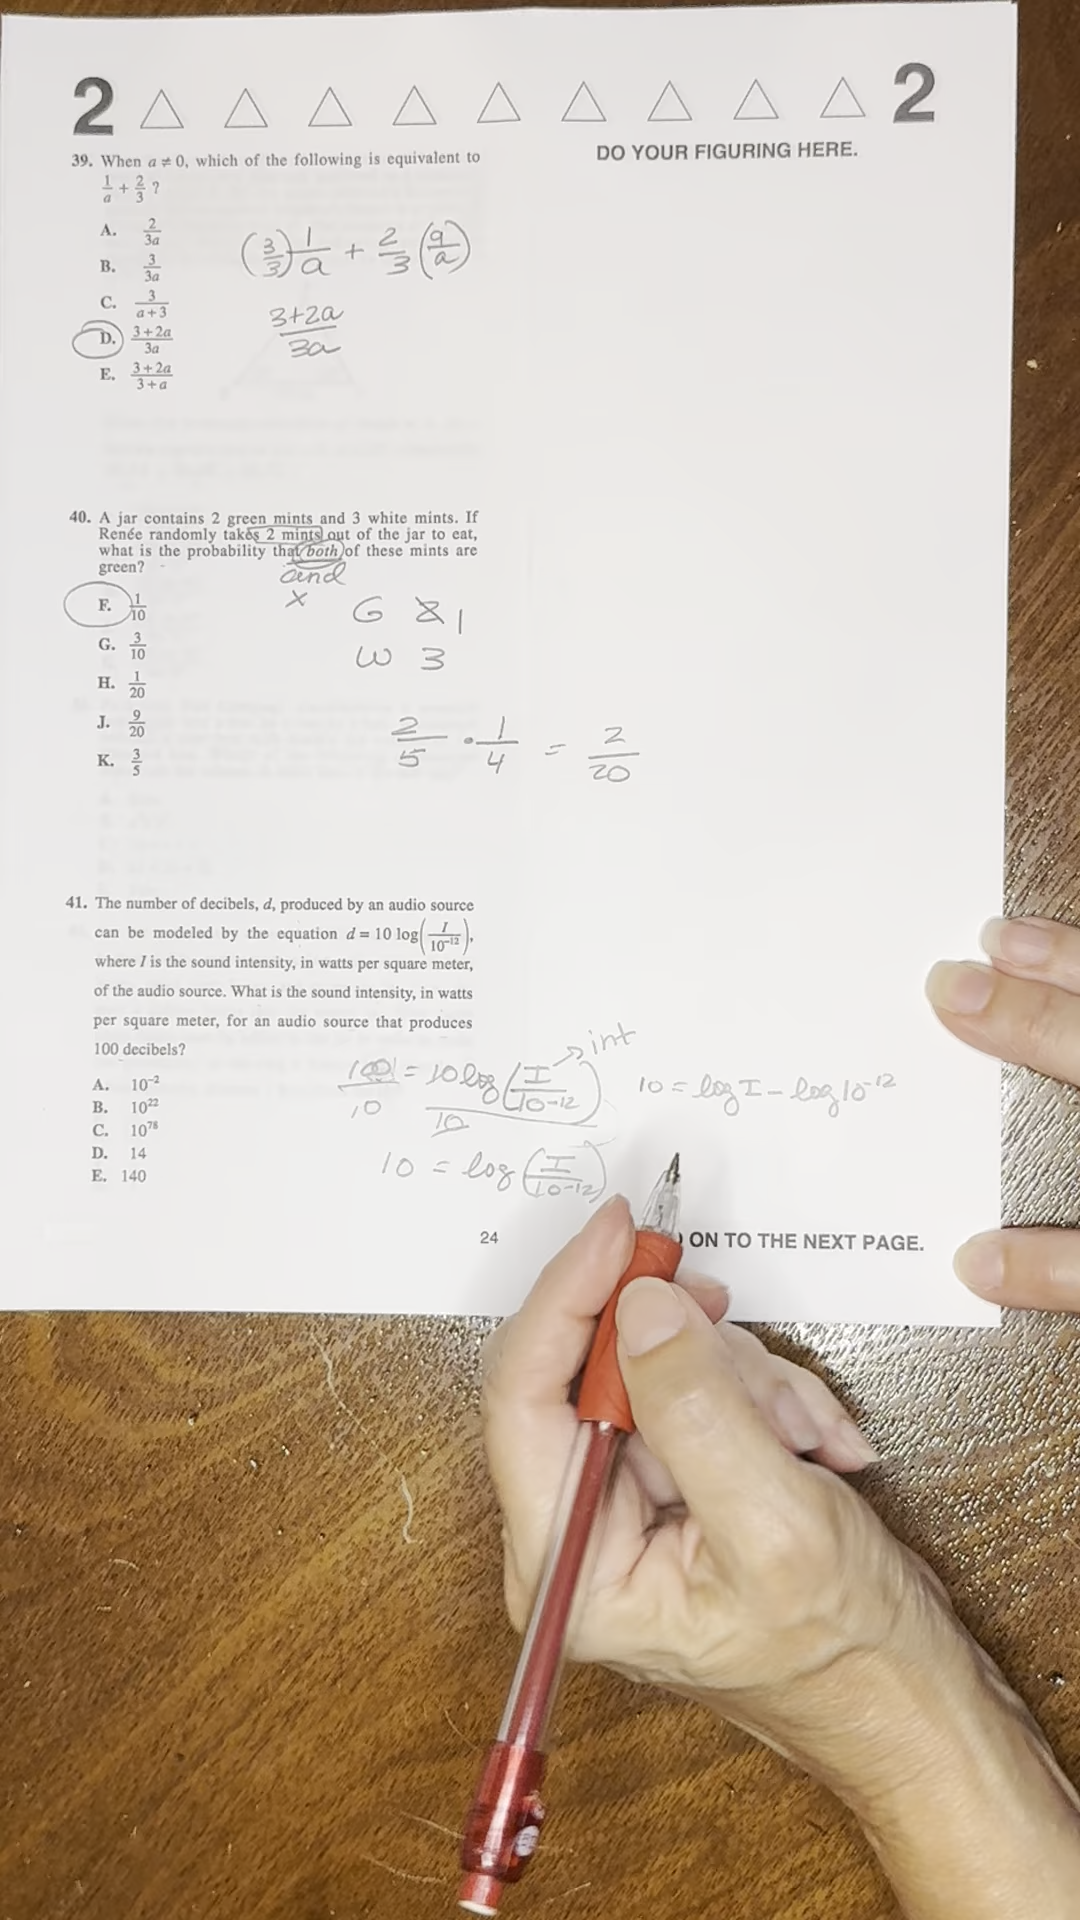 2 △ △ △ △ △ △ △ △ △ 2
DO YOUR FIGURING HERE.
39. When a ≠ 0, which of the following is equivalent to
1/a + 2/3 ?
A. 2/3a
B. 3/3a
C. 3/a+3
D. 3+2a/3a
E. 3+2a/3+a
(3/3) 1/a + 2/3 (a/a)
3+2a/3a
40. A jar contains 2 green mints and 3 white mints. If
Renée randomly takes 2 mints out of the jar to eat,
what is the probability that both of these mints are
green?
and
x
F. 1/10
G. 3/10
H. 1/20
J. 9/20
K. 3/5
G 2 1
W 3
2/5 · 1/4 = 2/20
41. The number of decibels, d, produced by an audio source
can be modeled by the equation d = 10 log(I/10⁻¹²),
where I is the sound intensity, in watts per square meter,
of the audio source. What is the sound intensity, in watts
per square meter, for an audio source that produces
100 decibels?
A. 10⁻²
B. 10²²
C. 10⁷⁸
D. 14
E. 140
int
100/10 = 10 log(I/10⁻¹²)/10
10 = log(I/10⁻¹²)
10 = log I − log 10⁻¹²
24
ON TO THE NEXT PAGE.